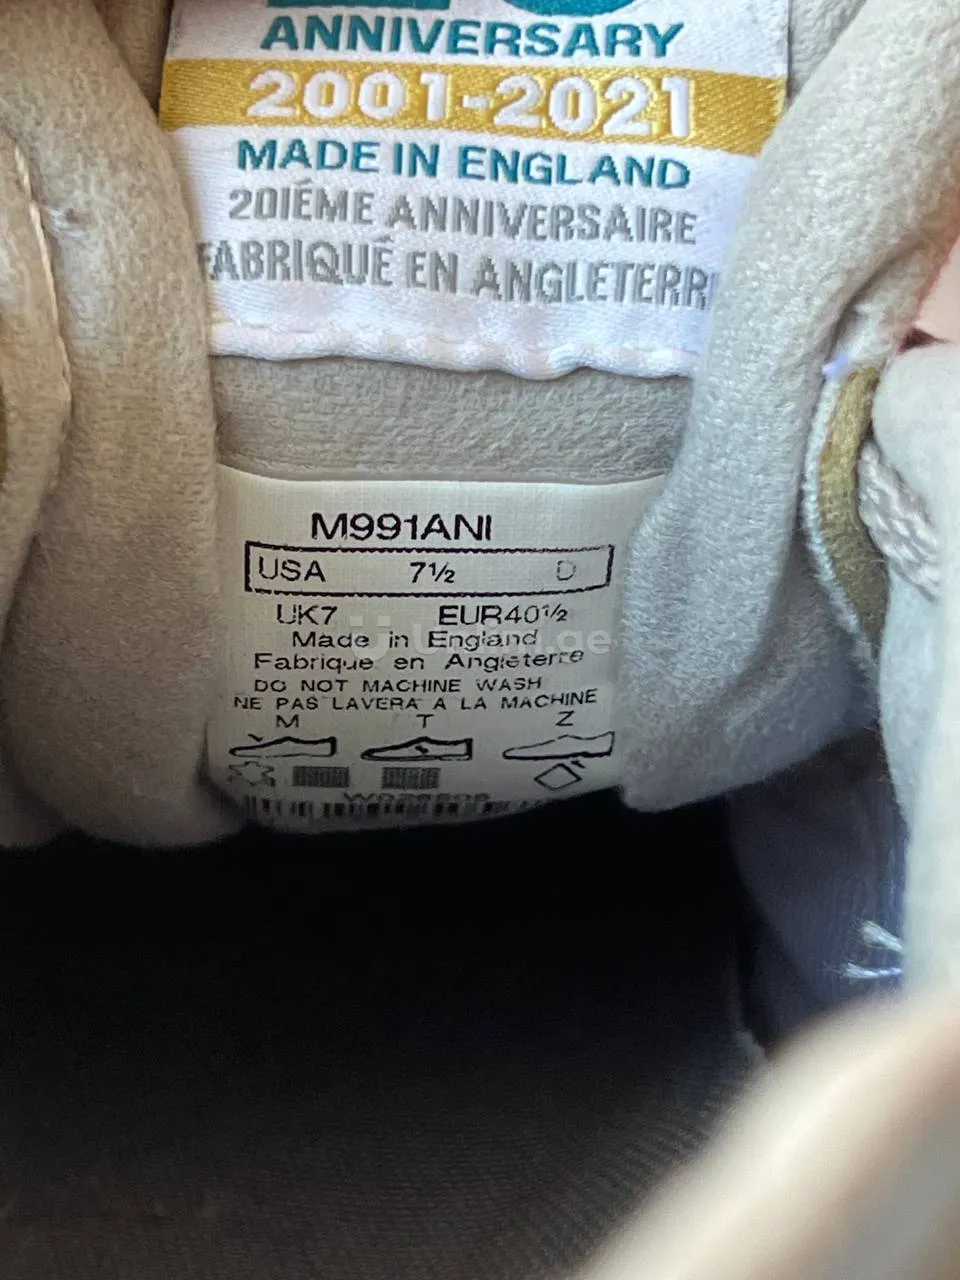 ANNIVERSARY
2001-2021
MADE IN ENGLAND
20IÉME ANNIVERSAIRE
FABRIQUÉ EN ANGLETERR
M991ANI
USA 7½ D
UK7 EUR40½
Made in England
Fabrique en Angleterre
DO NOT MACHINE WASH
NE PAS LAVERA A LA MACHINE
M T Z